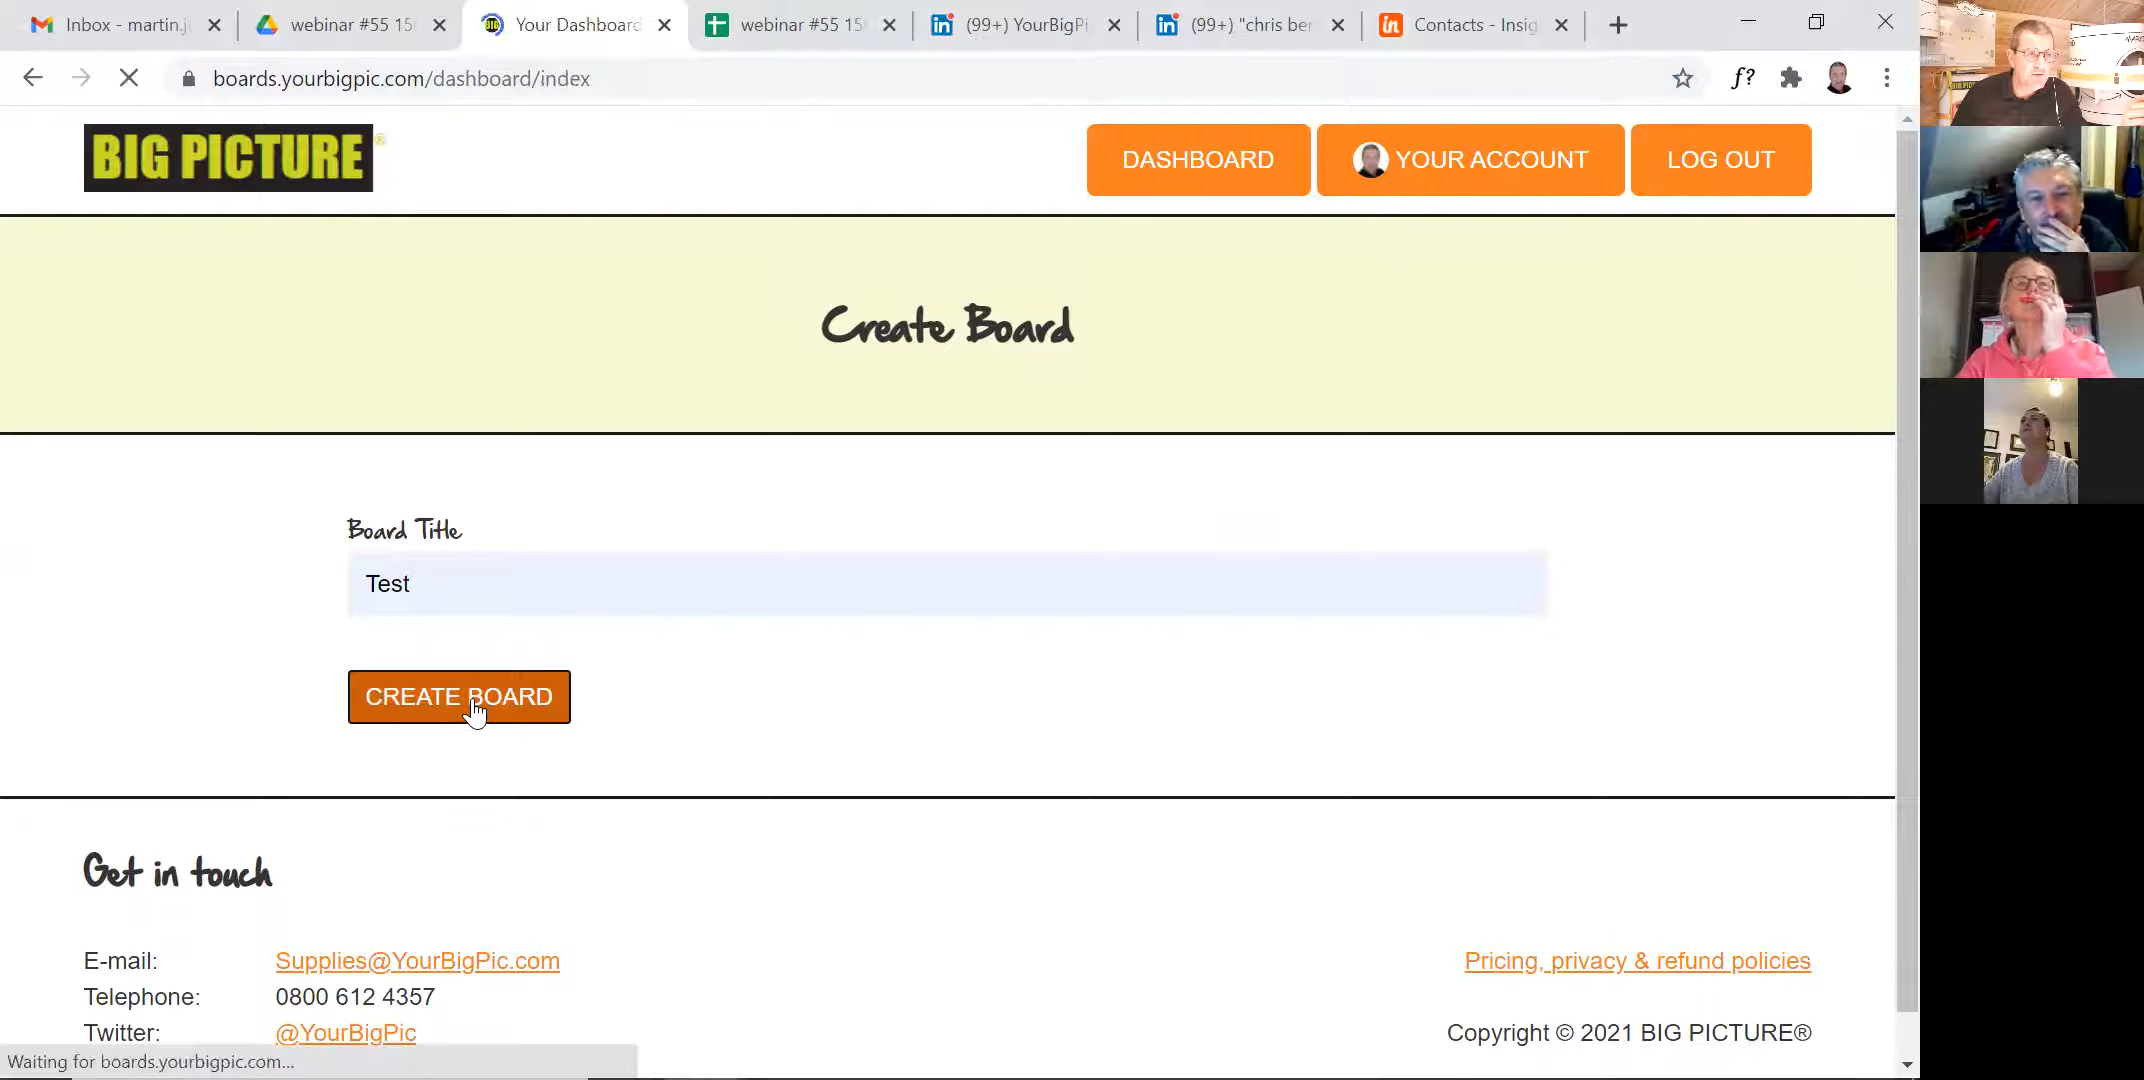 Inbox - martin.j
webinar #55 15
Your Dashboard
webinar #55 15
(99+) YourBigPi
(99+) "chris ber
Contacts - Insig
boards.yourbigpic.com/dashboard/index
f?
BIG PiCTURE
DASHBOARD
YOUR ACCOUNT
LOG OUT
Create Board
Board Title
Test
CREATE BOARD
Get in touch
E-mail: Supplies@YourBigPic.com
Pricing, privacy & refund policies
Telephone: 0800 612 4357
Twitter: @YourBigPic
Copyright © 2021 BIG PICTURE®
Waiting for boards.yourbigpic.com...